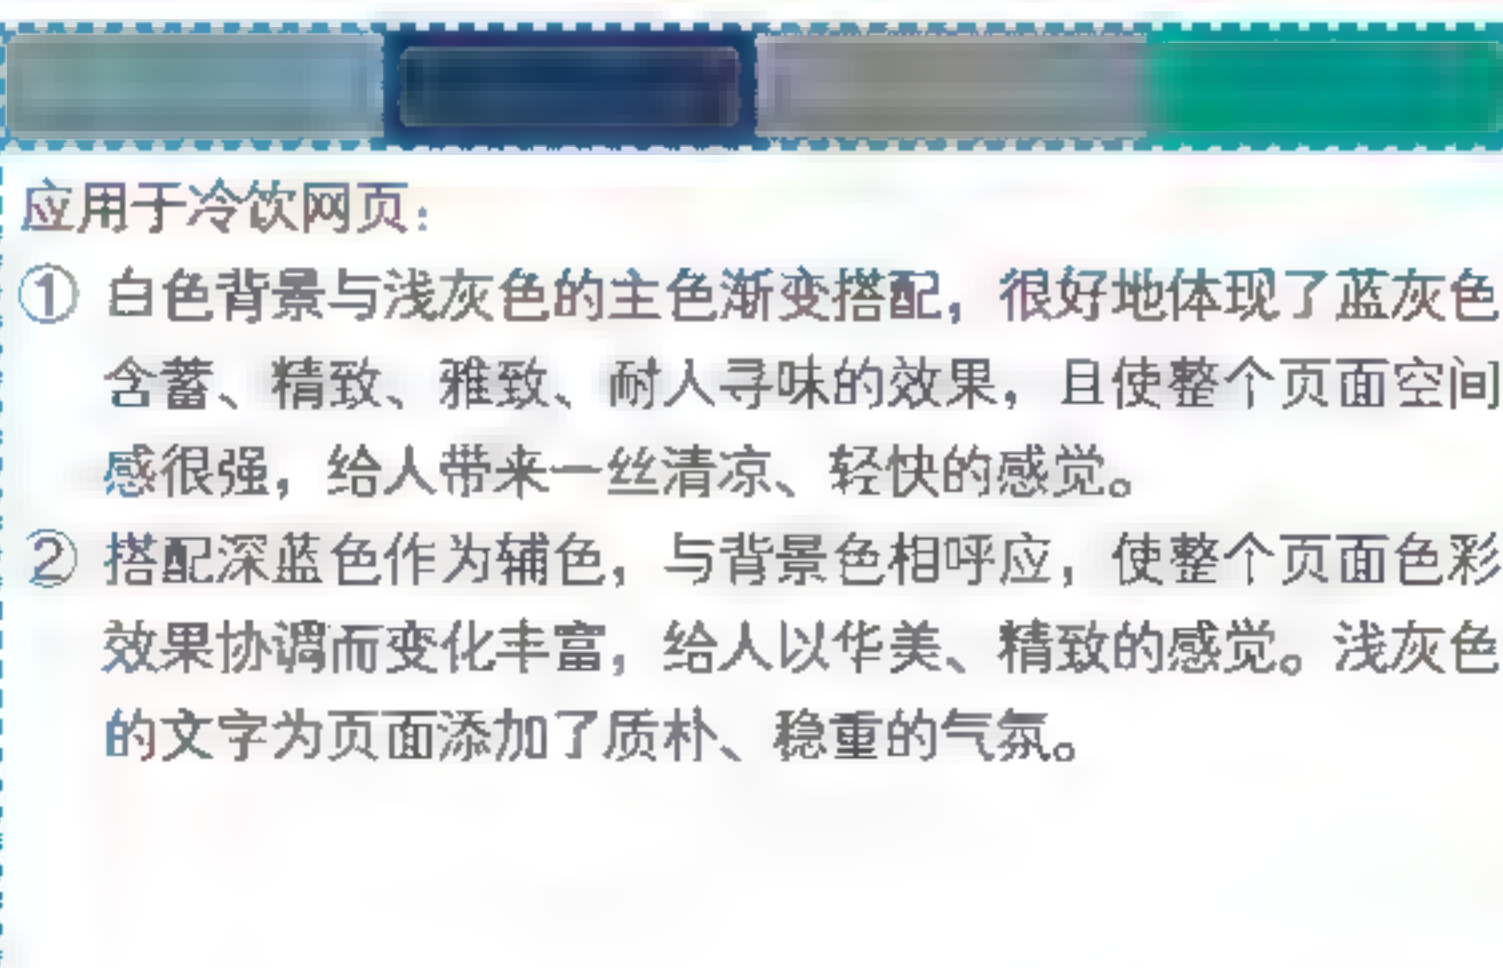 应用于冷饮网页：
① 白色背景与浅灰色的主色渐变搭配，很好地体现了蓝灰色
含蓄、精致、雅致、耐人寻味的效果，且使整个页面空间
感很强，给人带来一丝清凉、轻快的感觉。
② 搭配深蓝色作为辅色，与背景色相呼应，使整个页面色彩
效果协调而变化丰富，给人以华美、精致的感觉。浅灰色
的文字为页面添加了质朴、稳重的气氛。